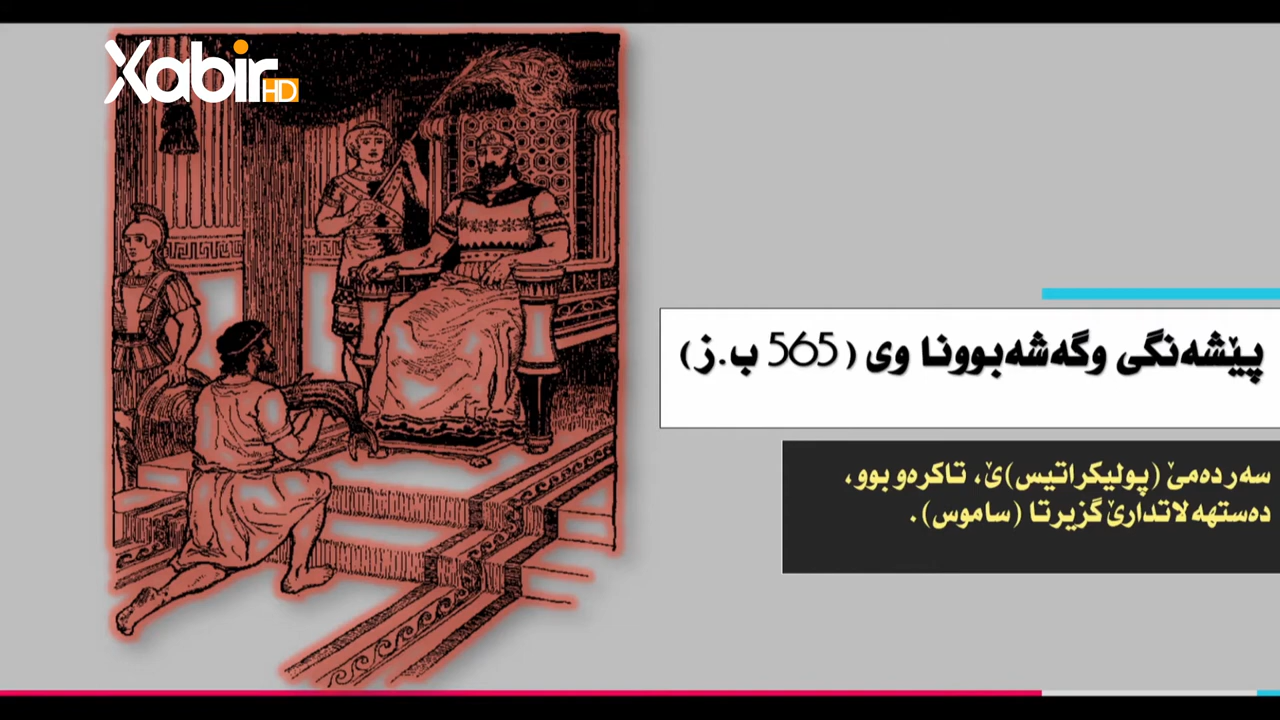 Xabir HD
پێشەنگی وگەشەبوونا وی (565 ب.ز)
سەردەمێ (پولیکراتیس)ێ، تاکرەو بوو،
دەستهەلاتدارێ گزیرتا (ساموس).